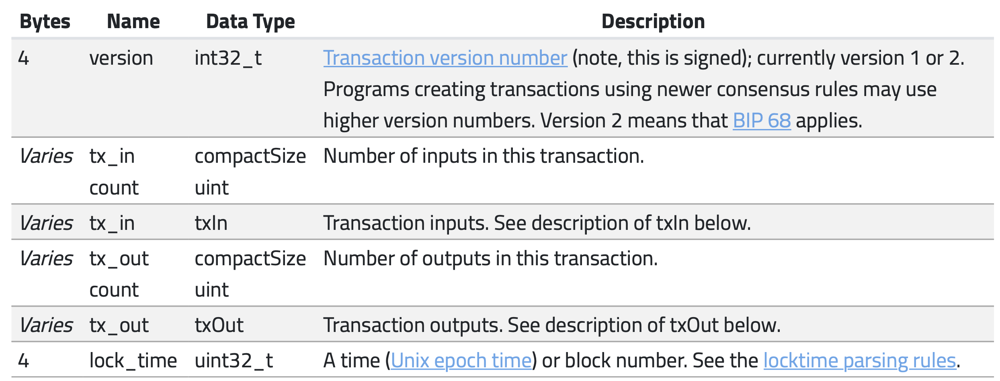 Bytes Name Data Type Description
4 version int32_t Transaction version number (note, this is signed); currently version 1 or 2.
Programs creating transactions using newer consensus rules may use
higher version numbers. Version 2 means that BIP 68 applies.
Varies tx_in compactSize Number of inputs in this transaction.
count uint
Varies tx_in txIn Transaction inputs. See description of txIn below.
Varies tx_out compactSize Number of outputs in this transaction.
count uint
Varies tx_out txOut Transaction outputs. See description of txOut below.
4 lock_time uint32_t A time (Unix epoch time) or block number. See the locktime parsing rules.